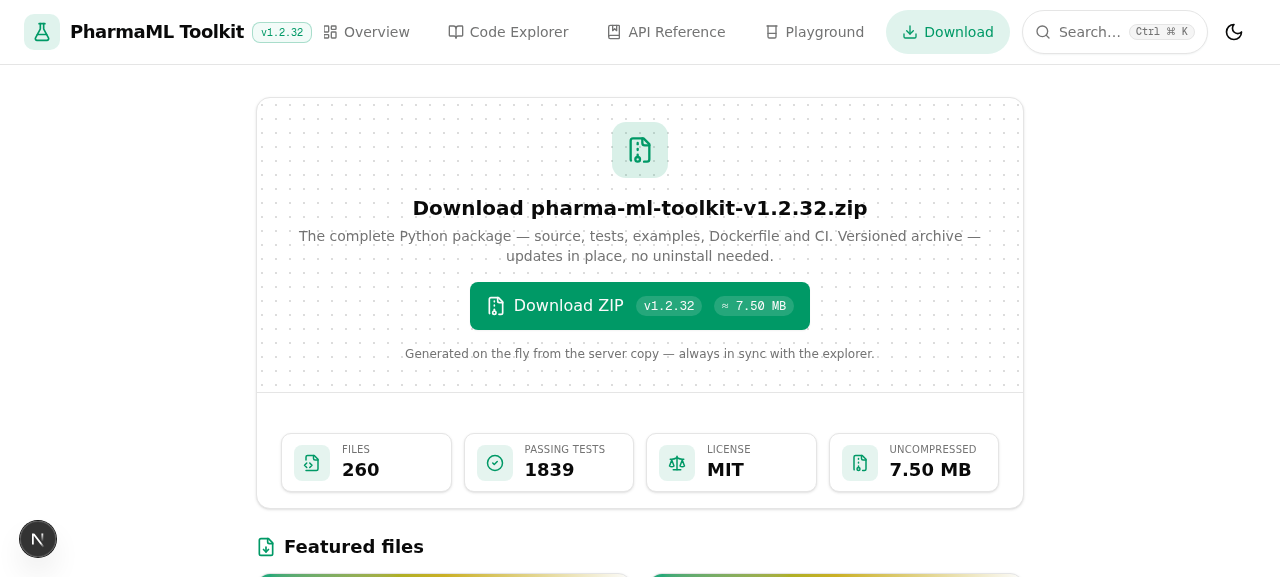 PharmaML Toolkit v1.2.32 Overview Code Explorer API Reference Playground Download Search... Ctrl ⌘ K
Download pharma-ml-toolkit-v1.2.32.zip
The complete Python package — source, tests, examples, Dockerfile and CI. Versioned archive —
updates in place, no uninstall needed.
Download ZIP v1.2.32 ≈ 7.50 MB
Generated on the fly from the server copy — always in sync with the explorer.
FILES
260
PASSING TESTS
1839
LICENSE
MIT
UNCOMPRESSED
7.50 MB
N
Featured files